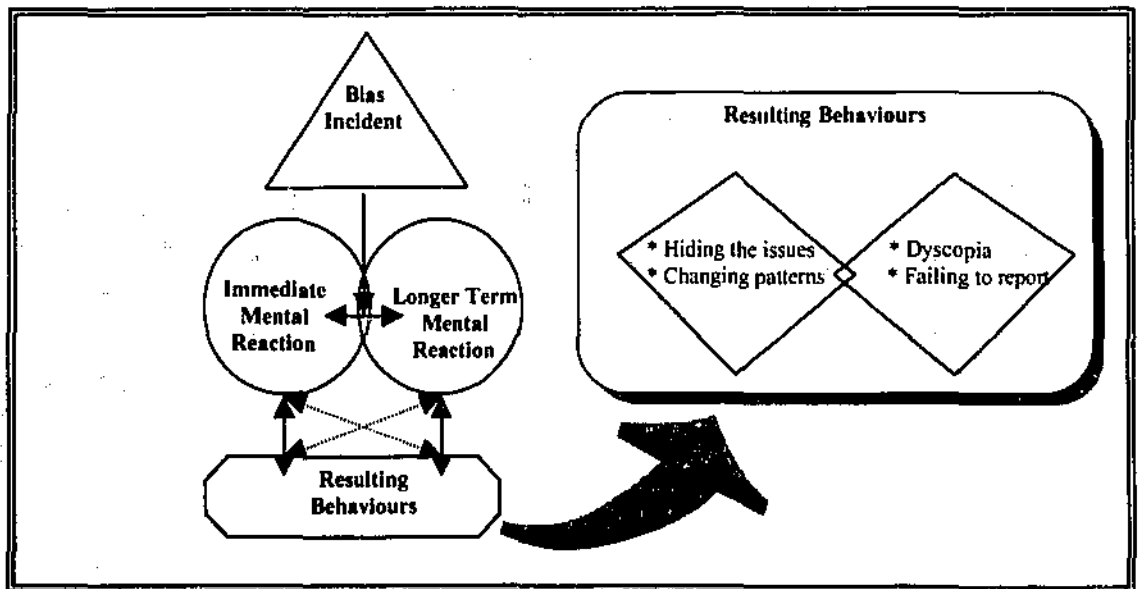 Bias
Incident
Immediate
Mental
Reaction
Longer Term
Mental
Reaction
Resulting
Behaviours
Resulting Behaviours
* Hiding the issues
* Changing patterns
* Dyscopia
* Failing to report